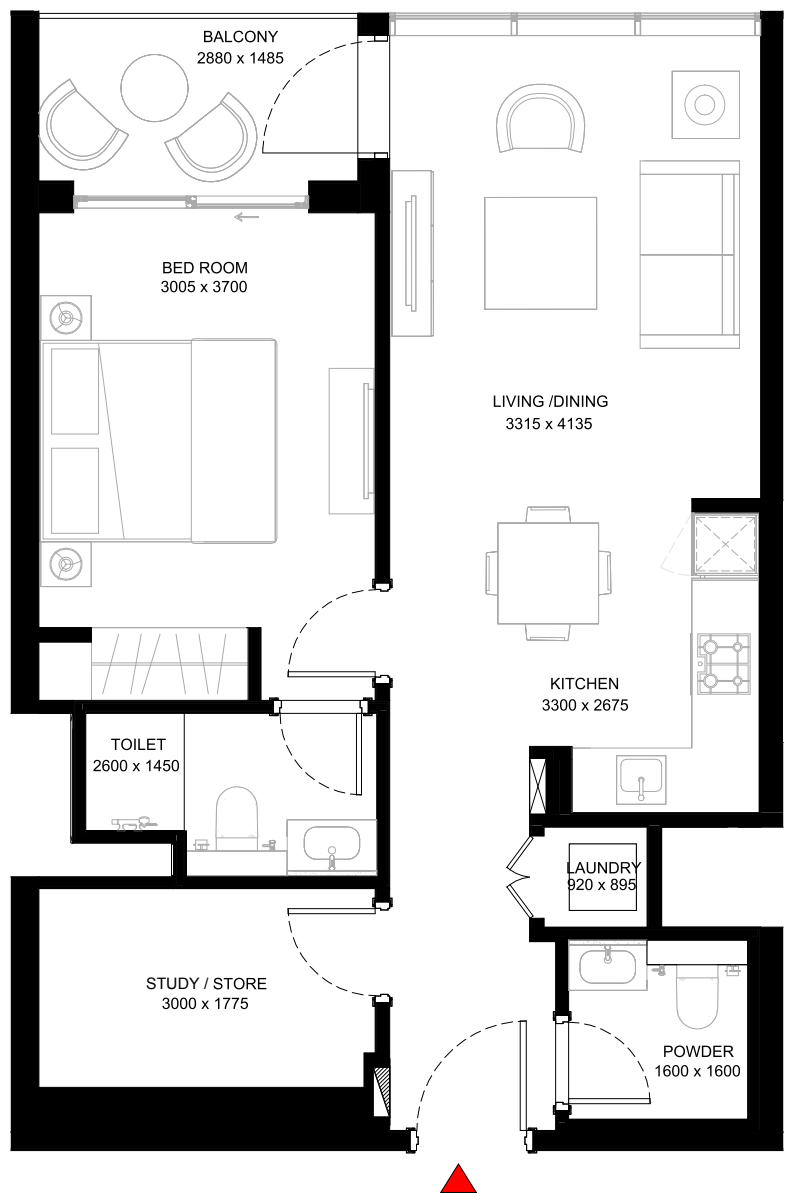 BALCONY
2880 x 1485
BED ROOM
3005 x 3700
LIVING /DINING
3315 x 4135
KITCHEN
3300 x 2675
TOILET
2600 x 1450
LAUNDRY
920 x 895
STUDY / STORE
3000 x 1775
POWDER
1600 x 1600